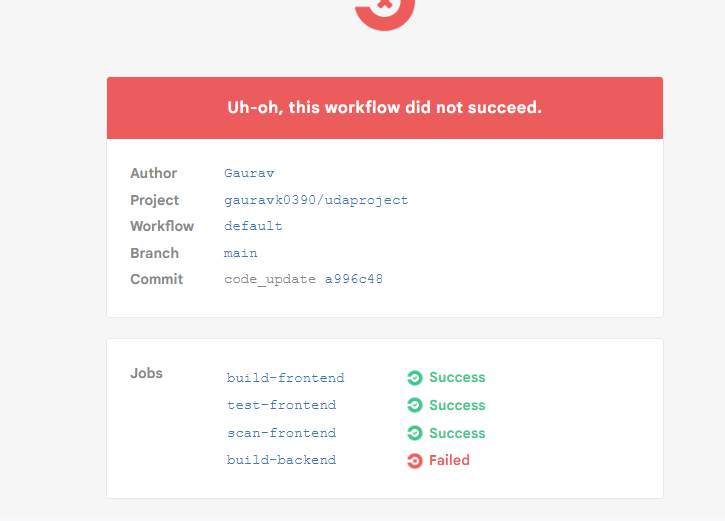 Uh-oh, this workflow did not succeed.
Author Gaurav
Project gauravk0390/udaproject
Workflow default
Branch main
Commit code_update a996c48
Jobs build-frontend Success
test-frontend Success
scan-frontend Success
build-backend Failed